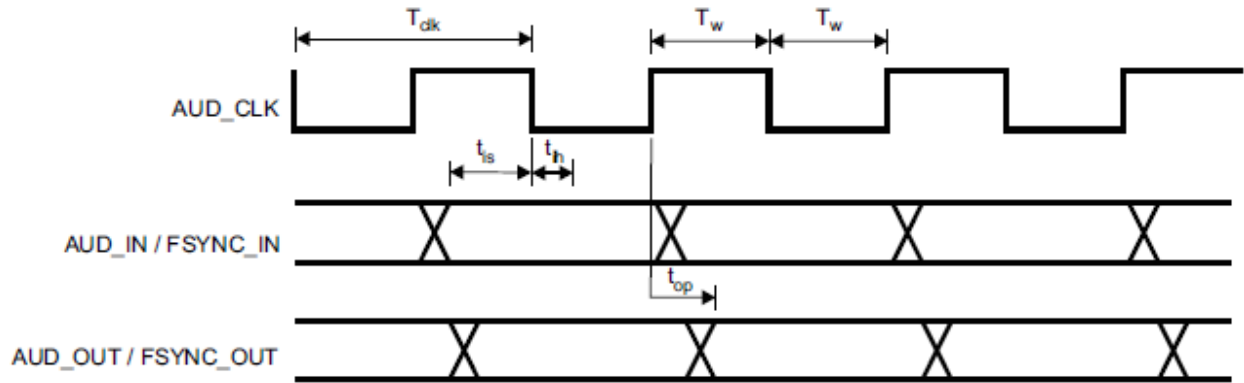 T_clk T_w T_w
AUD_CLK
t_is t_ih
AUD_IN / FSYNC_IN
t_op
AUD_OUT / FSYNC_OUT